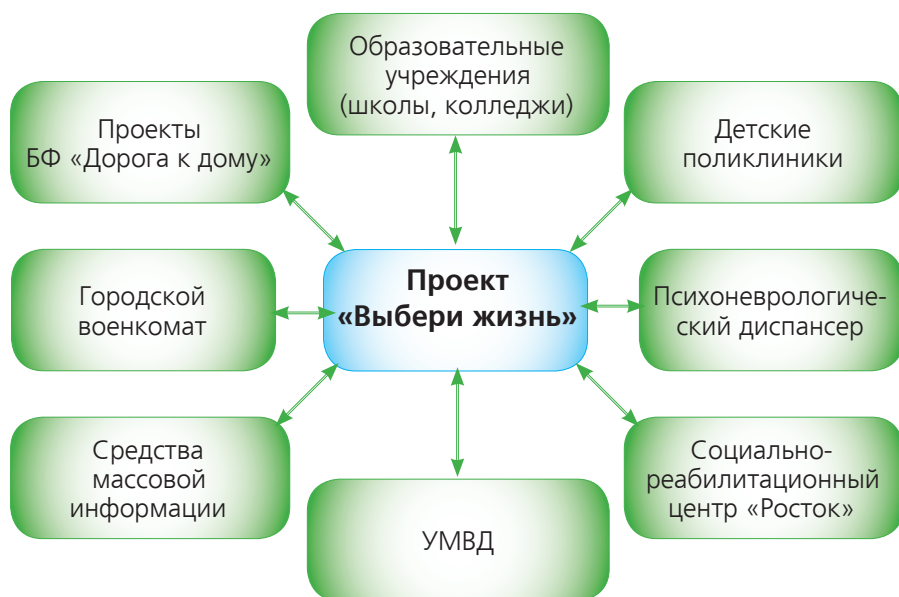 Образовательные
учреждения
(школы, колледжи)
Проекты
БФ «Дорога к дому»
Детские
поликлиники
Городской
военкомат
Проект
«Выбери жизнь»
Психоневрологиче-
ский диспансер
Средства
массовой
информации
УМВД
Социально-
реабилитационный
центр «Росток»